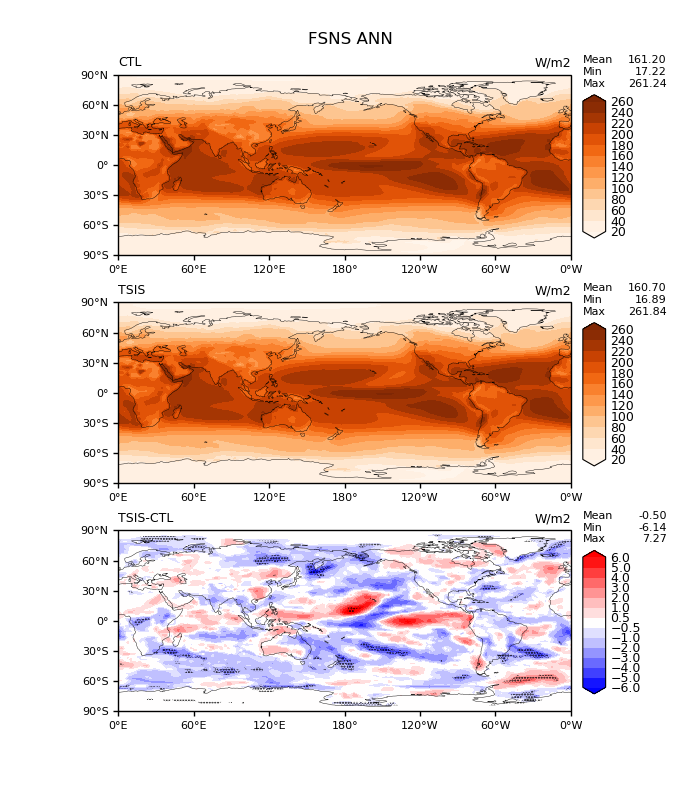 FSNS ANN
CTL W/m2
Mean 161.20
Min 17.22
Max 261.24
90°N
60°N
30°N
0°
30°S
60°S
90°S
0°E 60°E 120°E 180° 120°W 60°W 0°W
260
240
220
200
180
160
140
120
100
80
60
40
20
TSIS W/m2
Mean 160.70
Min 16.89
Max 261.84
90°N
60°N
30°N
0°
30°S
60°S
90°S
0°E 60°E 120°E 180° 120°W 60°W 0°W
260
240
220
200
180
160
140
120
100
80
60
40
20
TSIS-CTL W/m2
Mean -0.50
Min -6.14
Max 7.27
90°N
60°N
30°N
0°
30°S
60°S
90°S
0°E 60°E 120°E 180° 120°W 60°W 0°W
6.0
5.0
4.0
3.0
2.0
1.0
0.5
−0.5
−1.0
−2.0
−3.0
−4.0
−5.0
−6.0